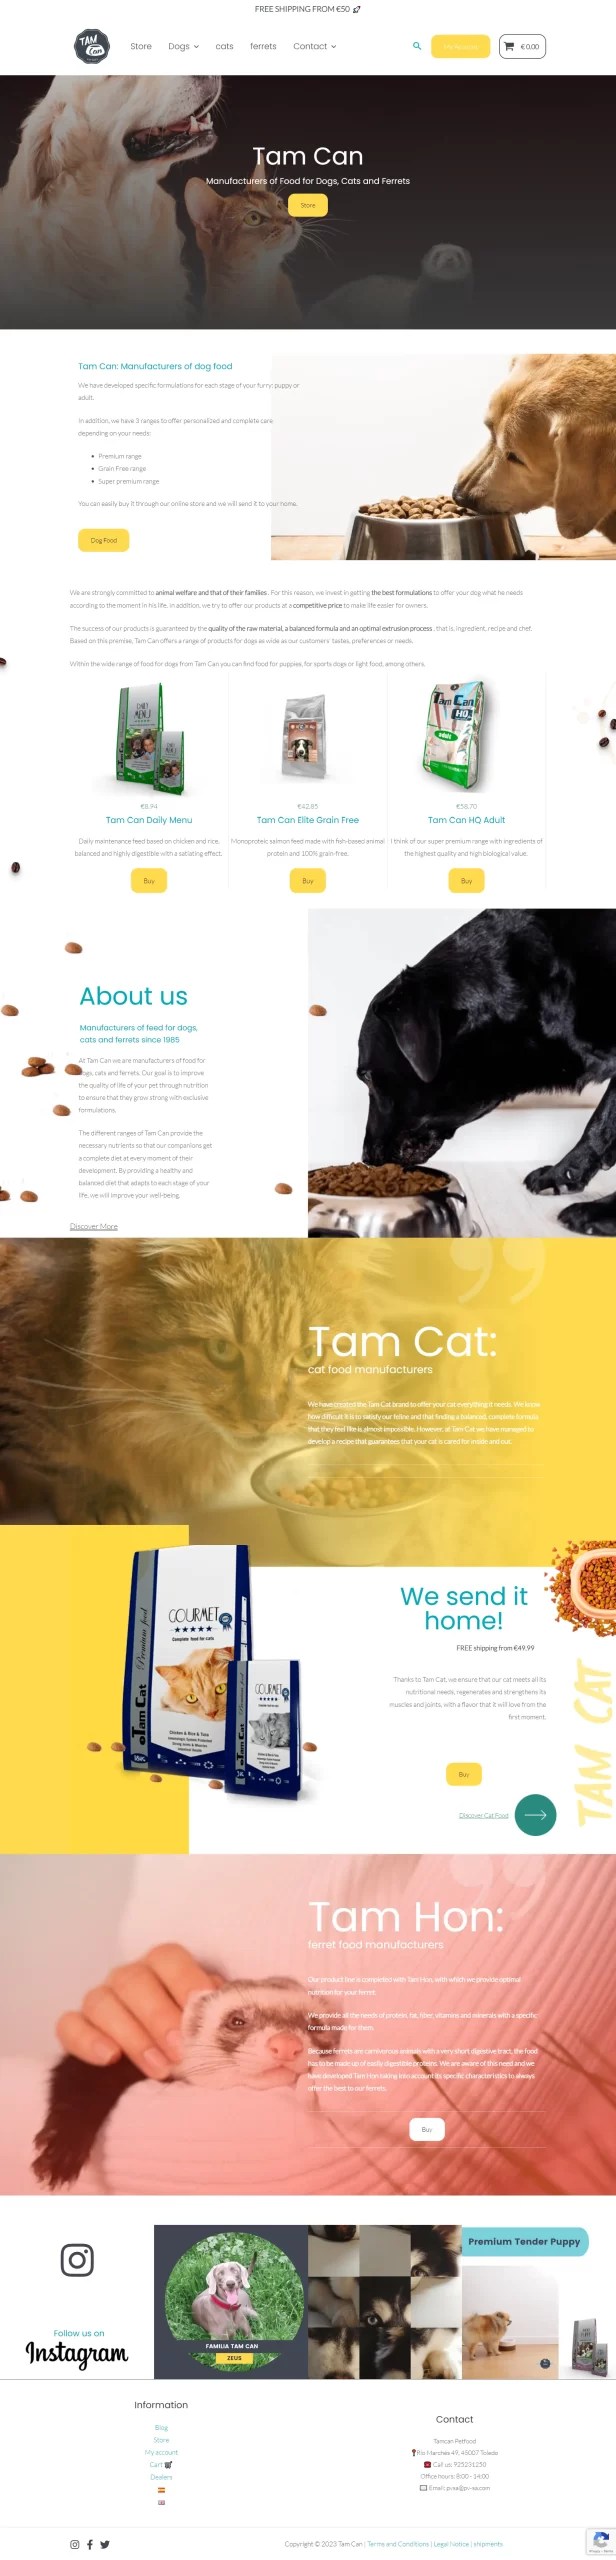 FREE SHIPPING FROM €50
TAM Can
Store Dogs cats ferrets Contact
My Account
€ 0.00
Tam Can
Manufacturers of Food for Dogs, Cats and Ferrets
Store
Tam Can: Manufacturers of dog food
We have developed specific formulations for each stage of your furry: puppy or
adult.
In addition, we have 3 ranges to offer personalized and complete care
depending on your needs:
Premium range
Grain Free range
Super premium range
You can easily buy it through our online store and we will send it to your home.
Dog Food
We are strongly committed to animal welfare and that of their families . For this reason, we invest in getting the best formulations to offer your dog what he needs
according to the moment in his life. In addition, we try to offer our products at a competitive price to make life easier for owners.
The success of our products is guaranteed by the quality of the raw material, a balanced formula and an optimal extrusion process , that is, ingredient, recipe and chef.
Based on this premise, Tam Can offers a range of products for dogs as wide as our customers' tastes, preferences or needs.
Within the wide range of food for dogs from Tam Can you can find food for puppies, for sports dogs or light food, among others.
DAILY MENU
Tam Can HQ
Adult
€8.94
Tam Can Daily Menu
Daily maintenance feed based on chicken and rice,
balanced and highly digestible with a satiating effect.
Buy
€42.85
Tam Can Elite Grain Free
Monoproteic salmon feed made with fish-based animal
protein and 100% grain-free.
Buy
€58.70
Tam Can HQ Adult
I think of our super premium range with ingredients of
the highest quality and high biological value.
Buy
About us
Manufacturers of feed for dogs,
cats and ferrets since 1985
At Tam Can we are manufacturers of food for
dogs, cats and ferrets. Our goal is to improve
the quality of life of your pet through nutrition
to ensure that they grow strong with exclusive
formulations.
The different ranges of Tam Can provide the
necessary nutrients so that our companions get
a complete diet at every moment of their
development. By providing a healthy and
balanced diet that adapts to each stage of your
life, we will improve your well-being.
Discover More
Tam Cat:
cat food manufacturers
We have created the Tam Cat brand to offer your cat everything it needs. We know
how difficult it is to satisfy our feline and that finding a balanced, complete formula
that they feel like is almost impossible. However, at Tam Cat we have managed to
develop a recipe that guarantees that your cat is cared for inside and out.
GOURMET
Complete food for cats
Premium food
Tam Cat
Chicken & Rice & Tuna
GOURMET
Tam Cat
We send it
home!
FREE shipping from €49.99
Thanks to Tam Cat, we ensure that our cat meets all its
nutritional needs, regenerates and strengthens its
muscles and joints, with a flavor that it will love from the
first moment.
Buy
Discover Cat Food
TAM CAT
Tam Hon:
ferret food manufacturers
Our product line is completed with Tam Hon, with which we provide optimal
nutrition for your ferret.
We provide all the needs of protein, fat, fiber, vitamins and minerals with a specific
formula made for them.
Because ferrets are carnivorous animals with a very short digestive tract, the food
has to be made up of easily digestible proteins. We are aware of this need and we
have developed Tam Hon taking into account its specific characteristics to always
offer the best to our ferrets.
Buy
Follow us on
Instagram
FAMILIA TAM CAN
ZEUS
Premium Tender Puppy
Information
Blog
Store
My account
Cart
Dealers
Contact
Tamcan Petfood
Río Marchés 49, 45007 Toledo
Call us: 925231250
Office hours: 8:00 - 14:00
Copyright © 2023 Tam Can | Terms and Conditions | Legal Notice | shipments